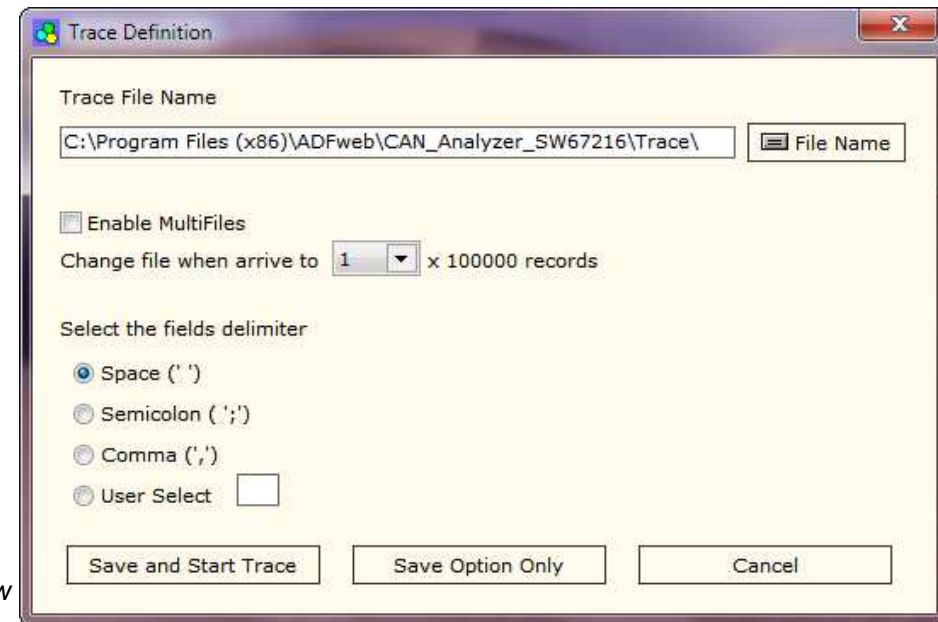 Trace Definition
Trace File Name
C:\Program Files (x86)\ADFweb\CAN_Analyzer_SW67216\Trace\ File Name
Enable MultiFiles
Change file when arrive to 1 x 100000 records
Select the fields delimiter
Space (' ')
Semicolon ( ';')
Comma (',')
User Select
Save and Start Trace Save Option Only Cancel